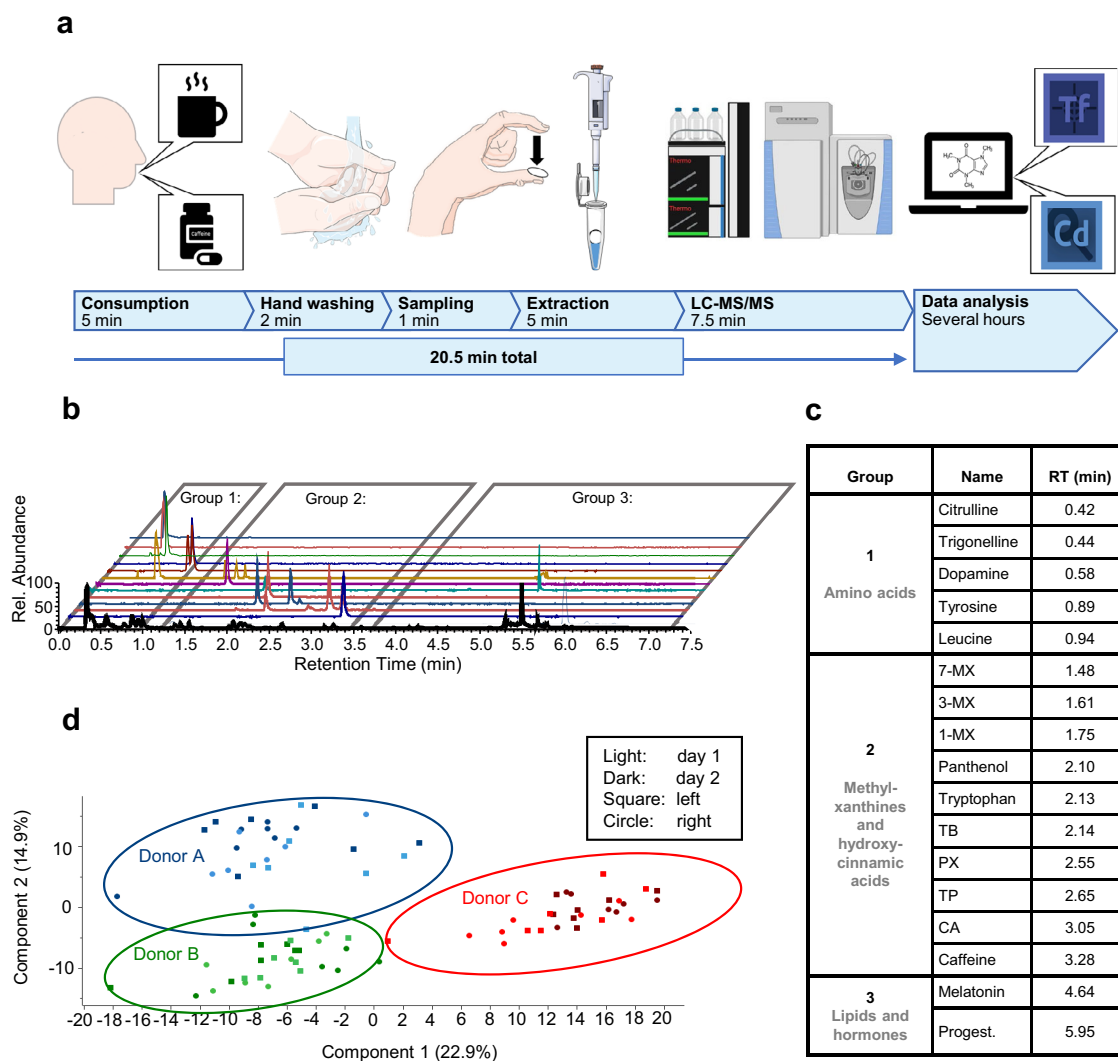 a
Caffeine
Thermo
Thermo
N
N
N
N
O
O
H₃C
CH₃
CH₃
Tf
Cd
Consumption
5 min
Hand washing
2 min
Sampling
1 min
Extraction
5 min
LC-MS/MS
7.5 min
Data analysis
Several hours
20.5 min total
b
Group 1:
Group 2:
Group 3:
Rel. Abundance
100
50
0
0.0 0.5 1.0 1.5 2.0 2.5 3.0 3.5 4.0 4.5 5.0 5.5 6.0 6.5 7.0 7.5
Retention Time (min)
c
Group Name RT (min)
1
Amino acids
Citrulline 0.42
Trigonelline 0.44
Dopamine 0.58
Tyrosine 0.89
Leucine 0.94
2
Methyl-
xanthines
and
hydroxy-
cinnamic
acids
7-MX 1.48
3-MX 1.61
1-MX 1.75
Panthenol 2.10
Tryptophan 2.13
TB 2.14
PX 2.55
TP 2.65
CA 3.05
Caffeine 3.28
3
Lipids and
hormones
Melatonin 4.64
Progest. 5.95
d
Light: day 1
Dark: day 2
Square: left
Circle: right
Donor A
Donor B
Donor C
Component 2 (14.9%)
10
0
-10
-20 -18 -16 -14 -12 -10 -8 -6 -4 -2 0 2 4 6 8 10 12 14 16 18 20
Component 1 (22.9%)